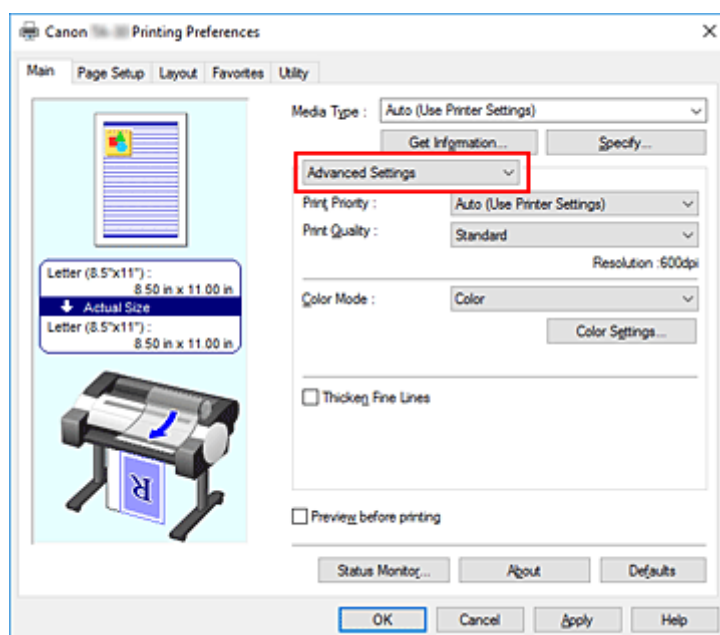 Canon Printing Preferences
Main Page Setup Layout Favorites Utility
Media Type : Auto (Use Printer Settings)
Get Information... Specify...
Advanced Settings
Print Priority : Auto (Use Printer Settings)
Print Quality : Standard
Resolution :600dpi
Letter (8.5"x11") :
8.50 in x 11.00 in
Actual Size
Letter (8.5"x11") :
8.50 in x 11.00 in
Color Mode : Color
Color Settings...
Thicken Fine Lines
R
Preview before printing
Status Monitor... About Defaults
OK Cancel Apply Help